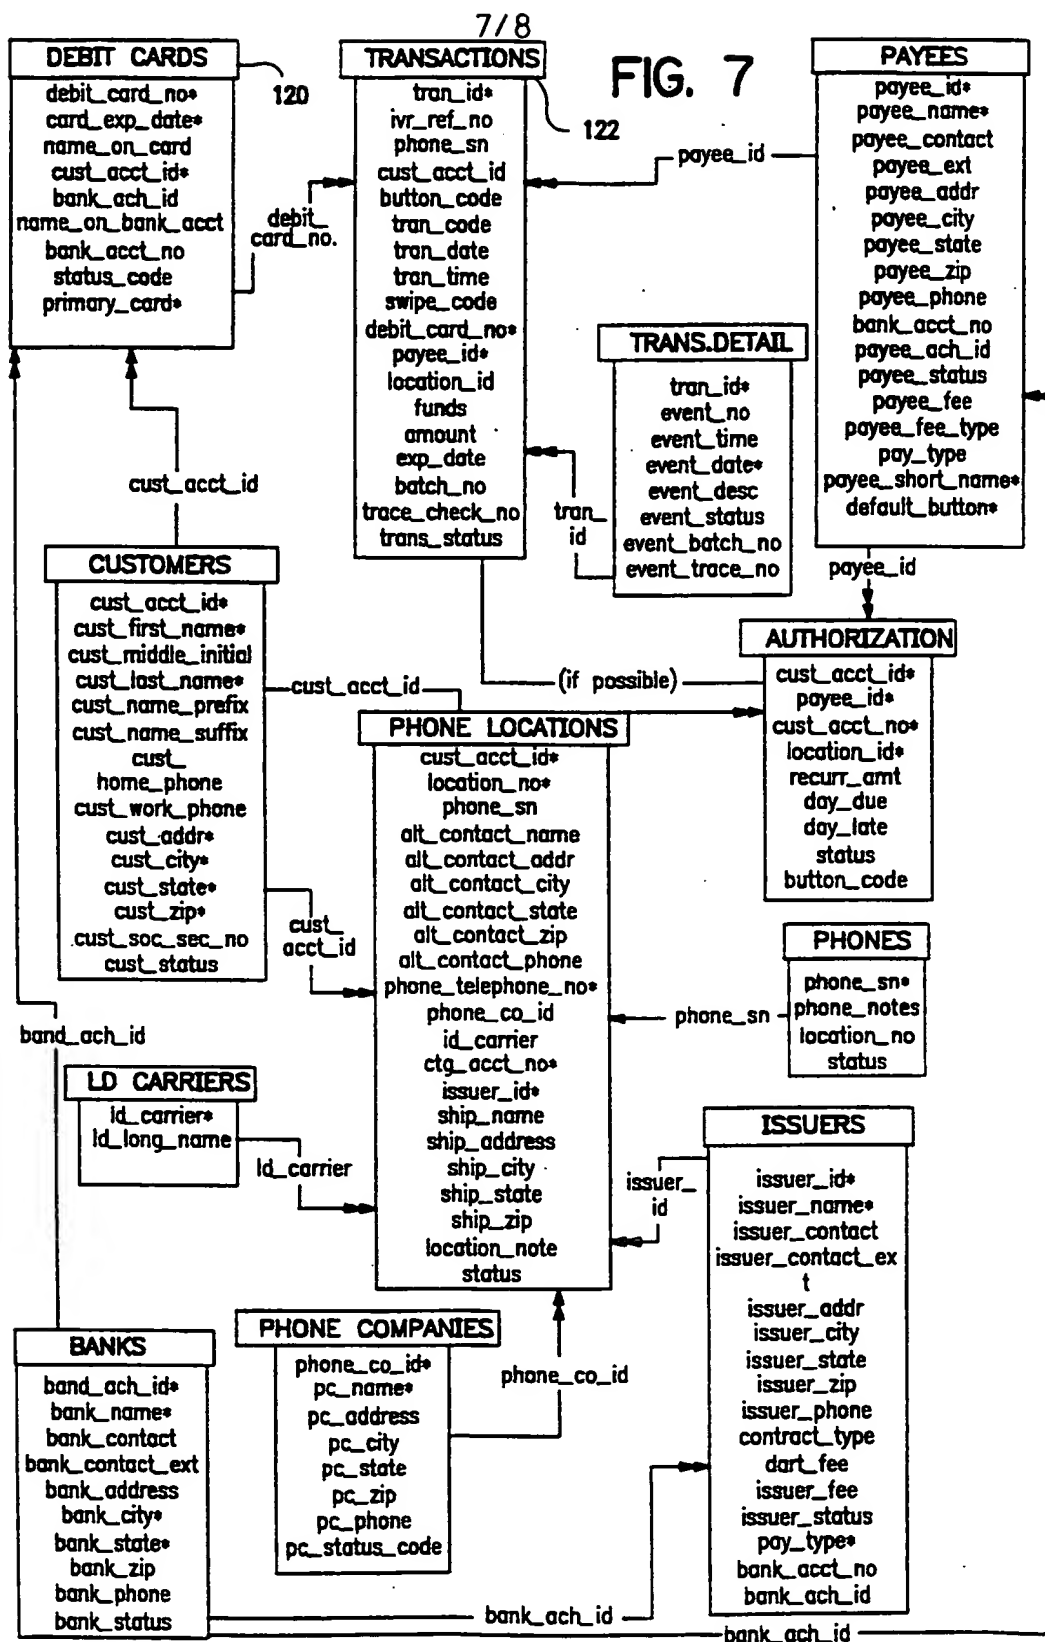 7/8
FIG. 7
DEBIT CARDS
debit_card_no*
card_exp_date*
name_on_card
cust_acct_id*
bank_ach_id
name_on_bank_acct
bank_acct_no
status_code
primary_card*
120
debit_
card_no.
TRANSACTIONS
tran_id*
ivr_ref_no
phone_sn
cust_acct_id
button_code
tran_code
tran_date
tran_time
swipe_code
debit_card_no*
payee_id*
location_id
funds
amount
exp_date
batch_no
trace_check_no
trans_status
122
payee_id
PAYEES
payee_id*
payee_name*
payee_contact
payee_ext
payee_addr
payee_city
payee_state
payee_zip
payee_phone
bank_acct_no
payee_ach_id
payee_status
payee_fee
payee_fee_type
pay_type
payee_short_name*
default_button*
TRANS.DETAIL
tran_id*
event_no
event_time
event_date*
event_desc
event_status
event_batch_no
event_trace_no
tran_
id
payee_id
cust_acct_id
CUSTOMERS
cust_acct_id*
cust_first_name*
cust_middle_initial
cust_last_name*
cust_name_prefix
cust_name_suffix
cust_
home_phone
cust_work_phone
cust_addr*
cust_city*
cust_state*
cust_zip*
cust_soc_sec_no
cust_status
cust_acct_id
(if possible)
cust_
acct_id
AUTHORIZATION
cust_acct_id*
payee_id*
cust_acct_no*
location_id*
recurr_amt
day_due
day_late
status
button_code
PHONE LOCATIONS
cust_acct_id*
location_no*
phone_sn
alt_contact_name
alt_contact_addr
alt_contact_city
alt_contact_state
alt_contact_zip
alt_contact_phone
phone_telephone_no*
phone_co_id
id_carrier
ctg_acct_no*
issuer_id*
ship_name
ship_address
ship_city
ship_state
ship_zip
location_note
status
PHONES
phone_sn*
phone_notes
location_no
status
phone_sn
band_ach_id
LD CARRIERS
ld_carrier*
ld_long_name
ld_carrier
issuer_
id
ISSUERS
issuer_id*
issuer_name*
issuer_contact
issuer_contact_ex
t
issuer_addr
issuer_city
issuer_state
issuer_zip
issuer_phone
contract_type
dart_fee
issuer_fee
issuer_status
pay_type*
bank_acct_no
bank_ach_id
PHONE COMPANIES
phone_co_id*
pc_name*
pc_address
pc_city
pc_state
pc_zip
pc_phone
pc_status_code
phone_co_id
BANKS
band_ach_id*
bank_name*
bank_contact
bank_contact_ext
bank_address
bank_city*
bank_state*
bank_zip
bank_phone
bank_status
bank_ach_id
bank_ach_id